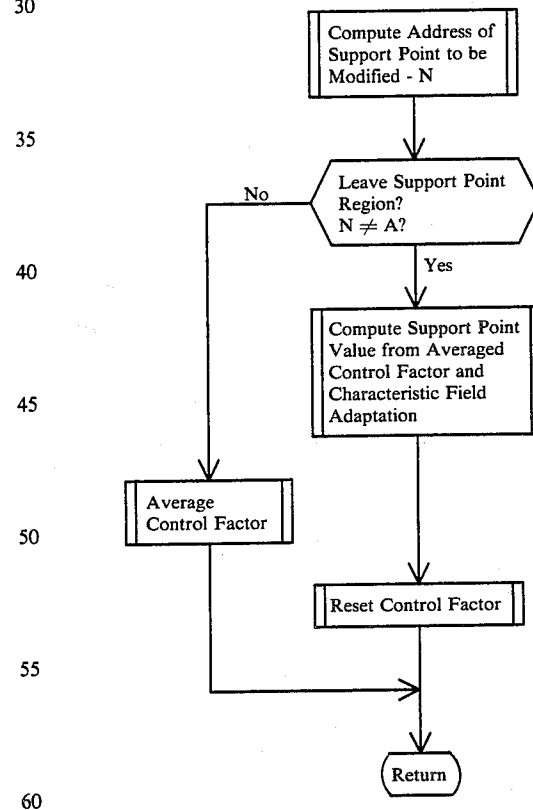 30
Compute Address of
Support Point to be
Modified - N
35
Leave Support Point
Region?
N ≠ A?
No
Yes
40
Compute Support Point
Value from Averaged
Control Factor and
Characteristic Field
Adaptation
45
Average
Control Factor
50
Reset Control Factor
55
Return
60